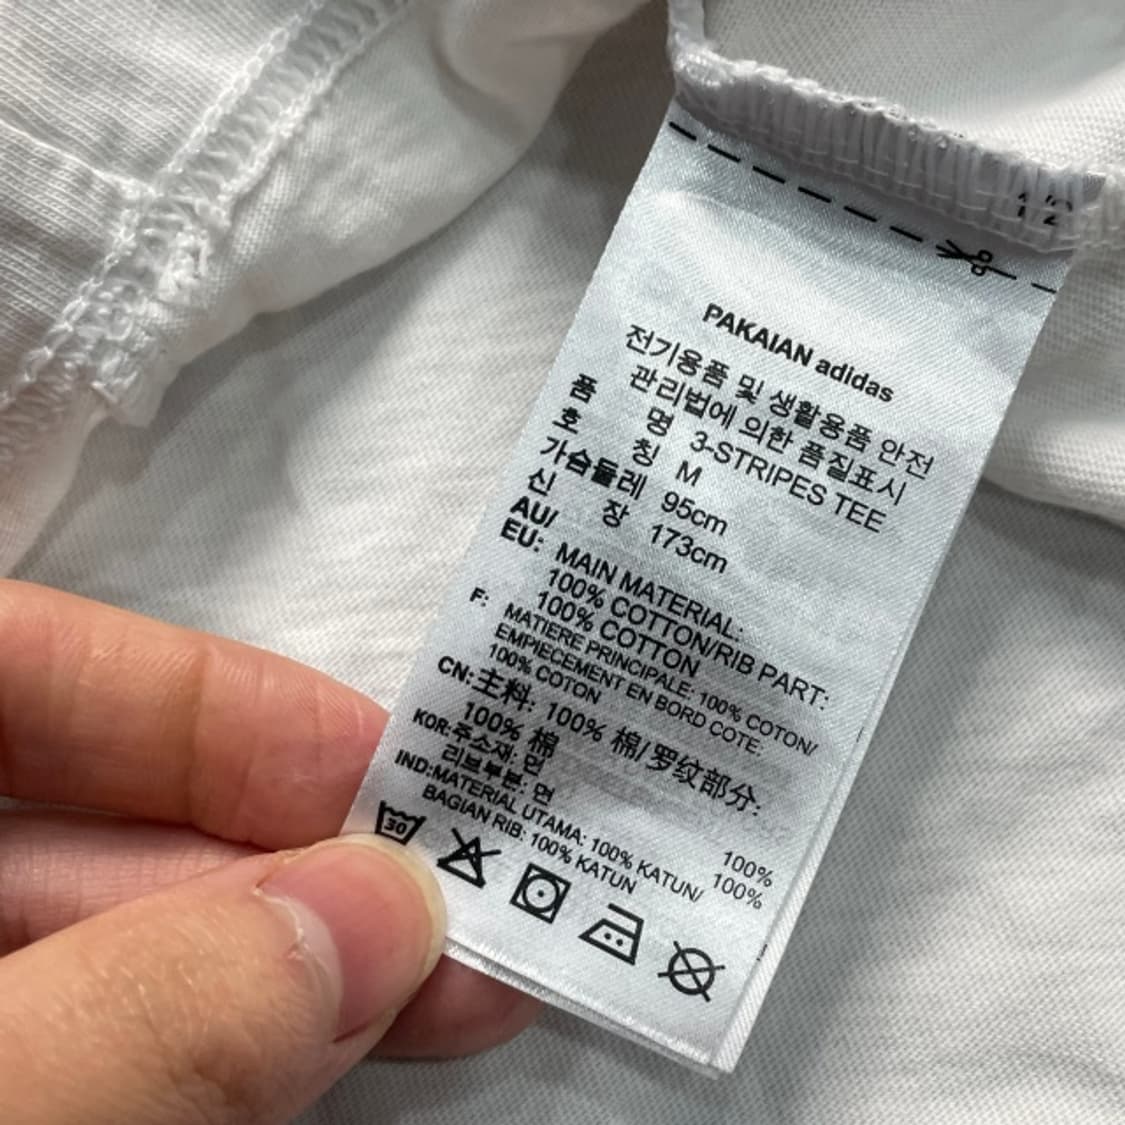 PAKAIAN adidas
전기용품 및 생활용품 안전
관리법에 의한 품질표시
품 명 3-STRIPES TEE
호 칭 M
가슴둘레 95cm
신 장 173cm
AU/
EU: MAIN MATERIAL:
100% COTTON/RIB PART:
100% COTTON
F: MATIERE PRINCIPALE: 100% COTON/
EMPIECEMENT EN BORD COTE:
100% COTON
CN:主料: 100% 棉/罗纹部分:
100% 棉
KOR:주소재: 면 100%
리브부분: 면 100%
IND:MATERIAL UTAMA: 100% KATUN/
BAGIAN RIB: 100% KATUN
30